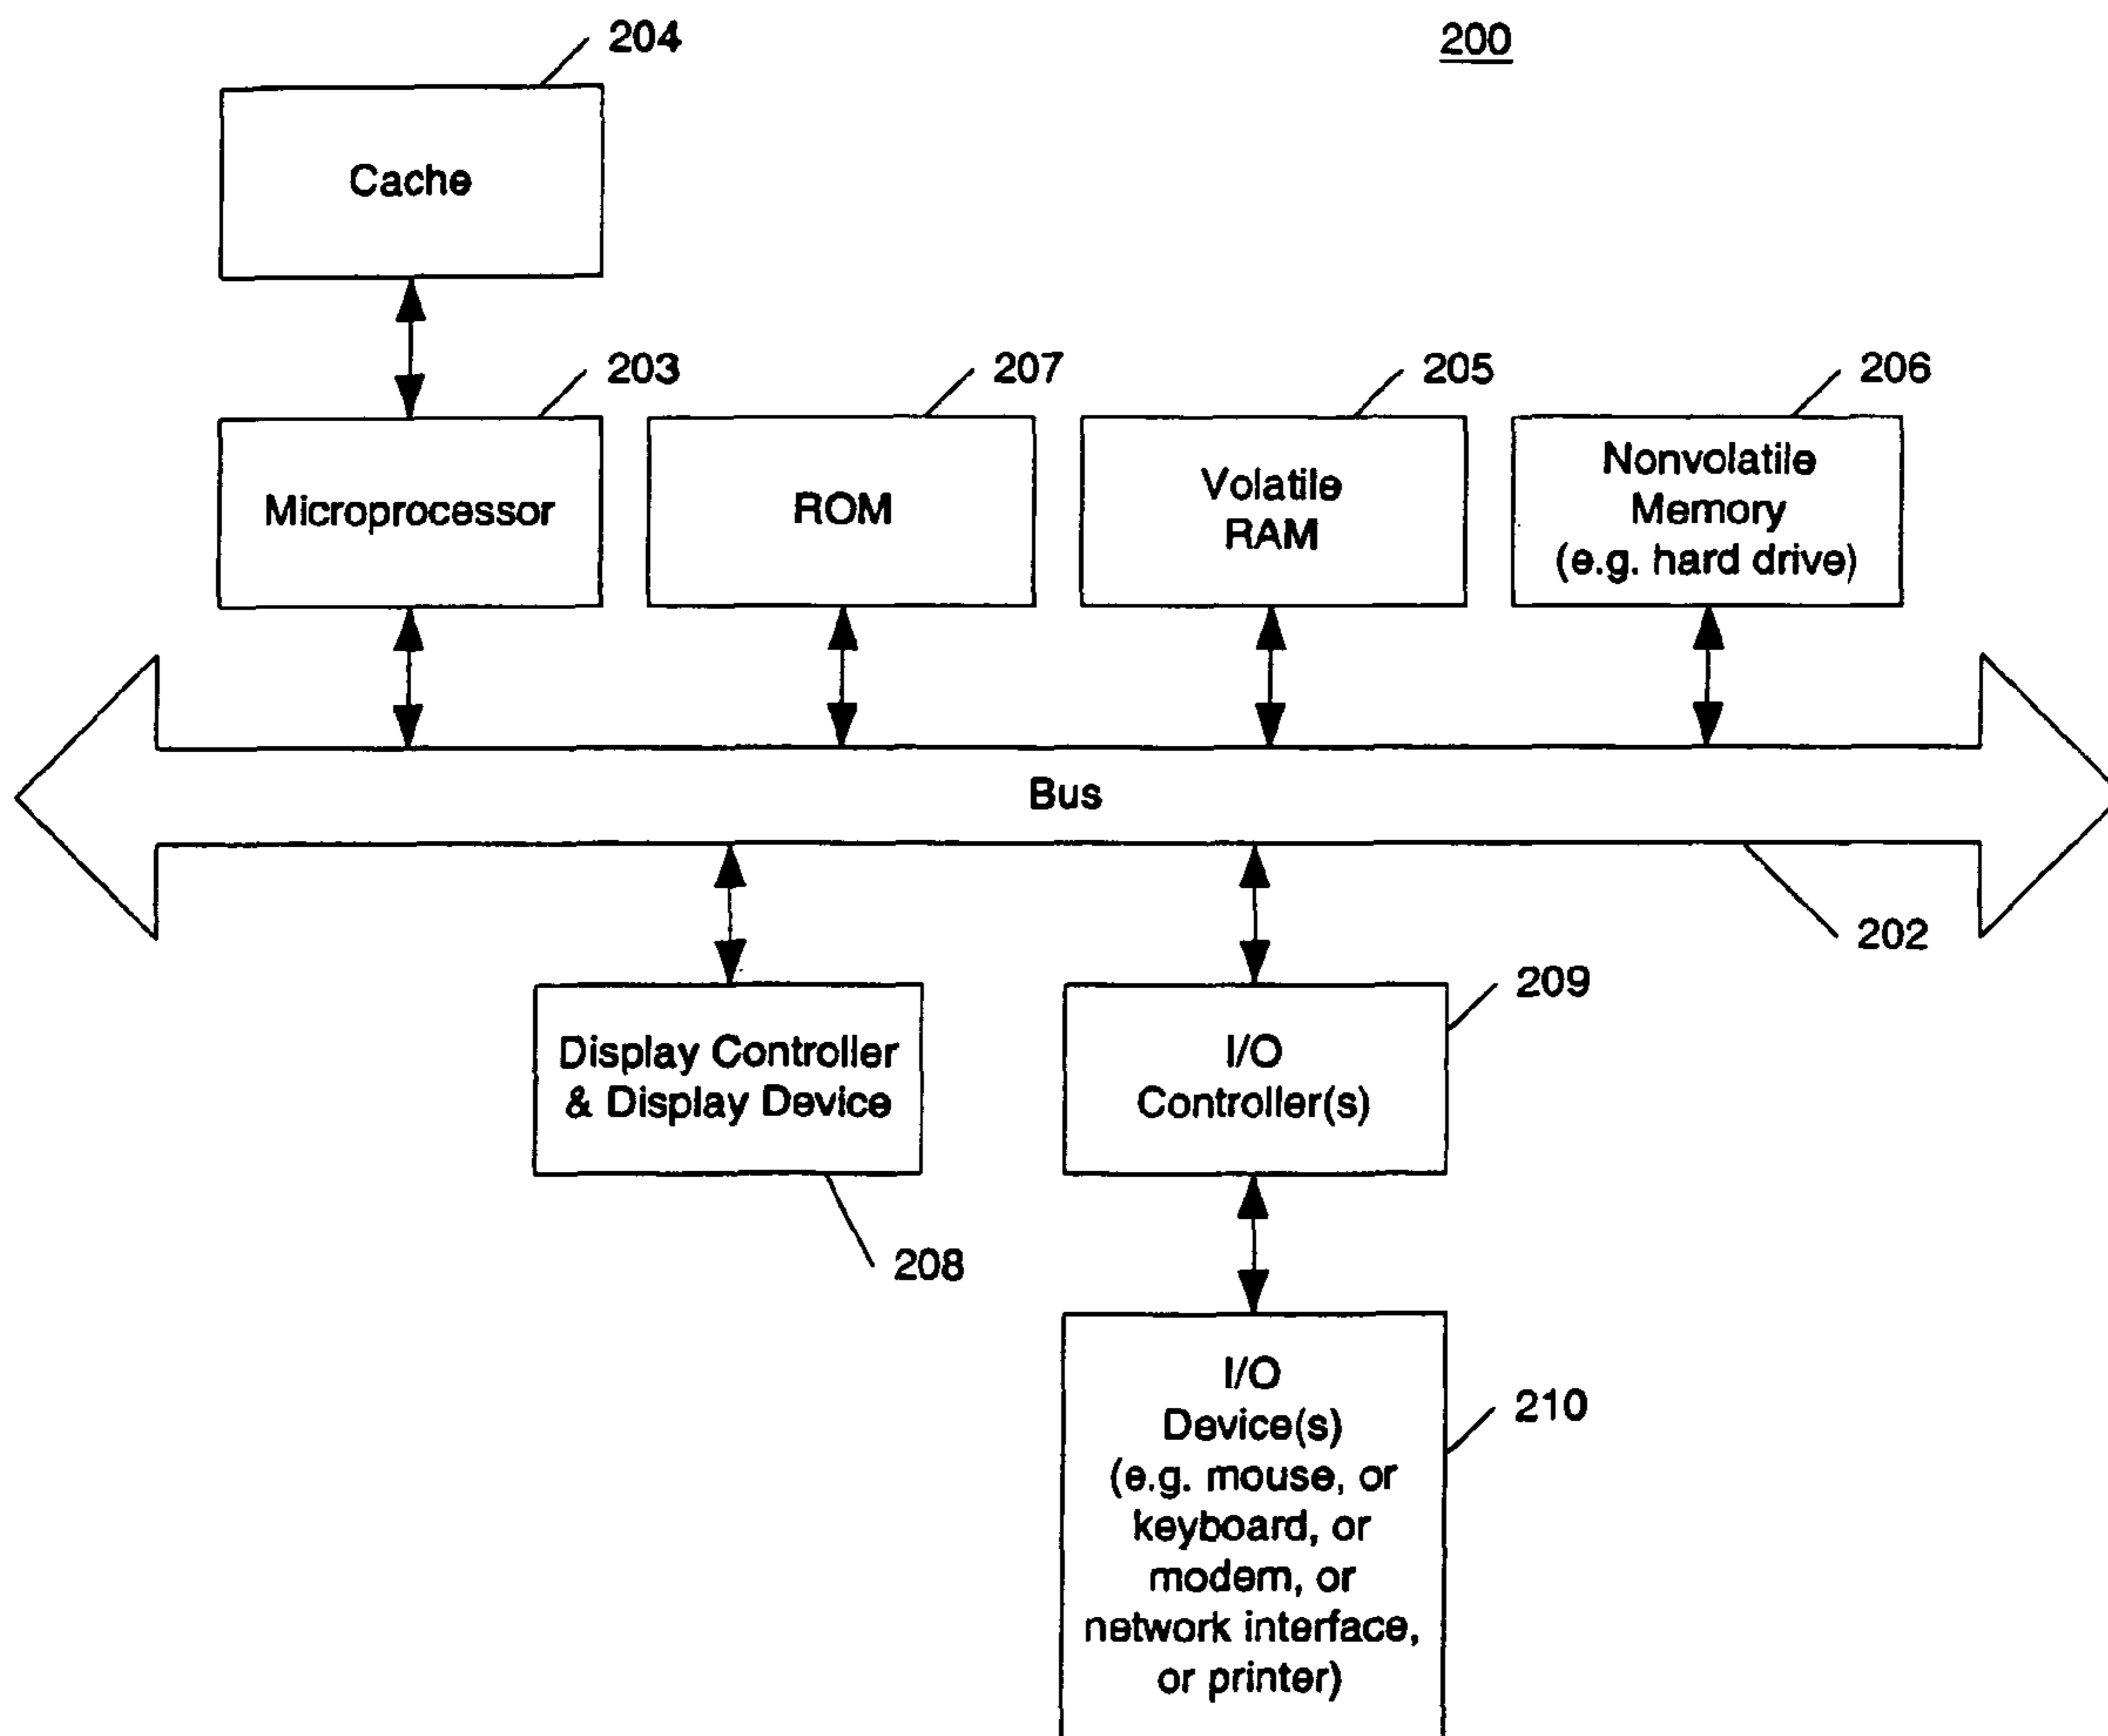 204
200
Cache
203
207
205
206
Microprocessor
ROM
Volatile
RAM
Nonvolatile
Memory
(e.g. hard drive)
Bus
202
209
Display Controller
& Display Device
I/O
Controller(s)
208
I/O
Device(s)
(e.g. mouse, or
keyboard, or
modem, or
network interface,
or printer)
210